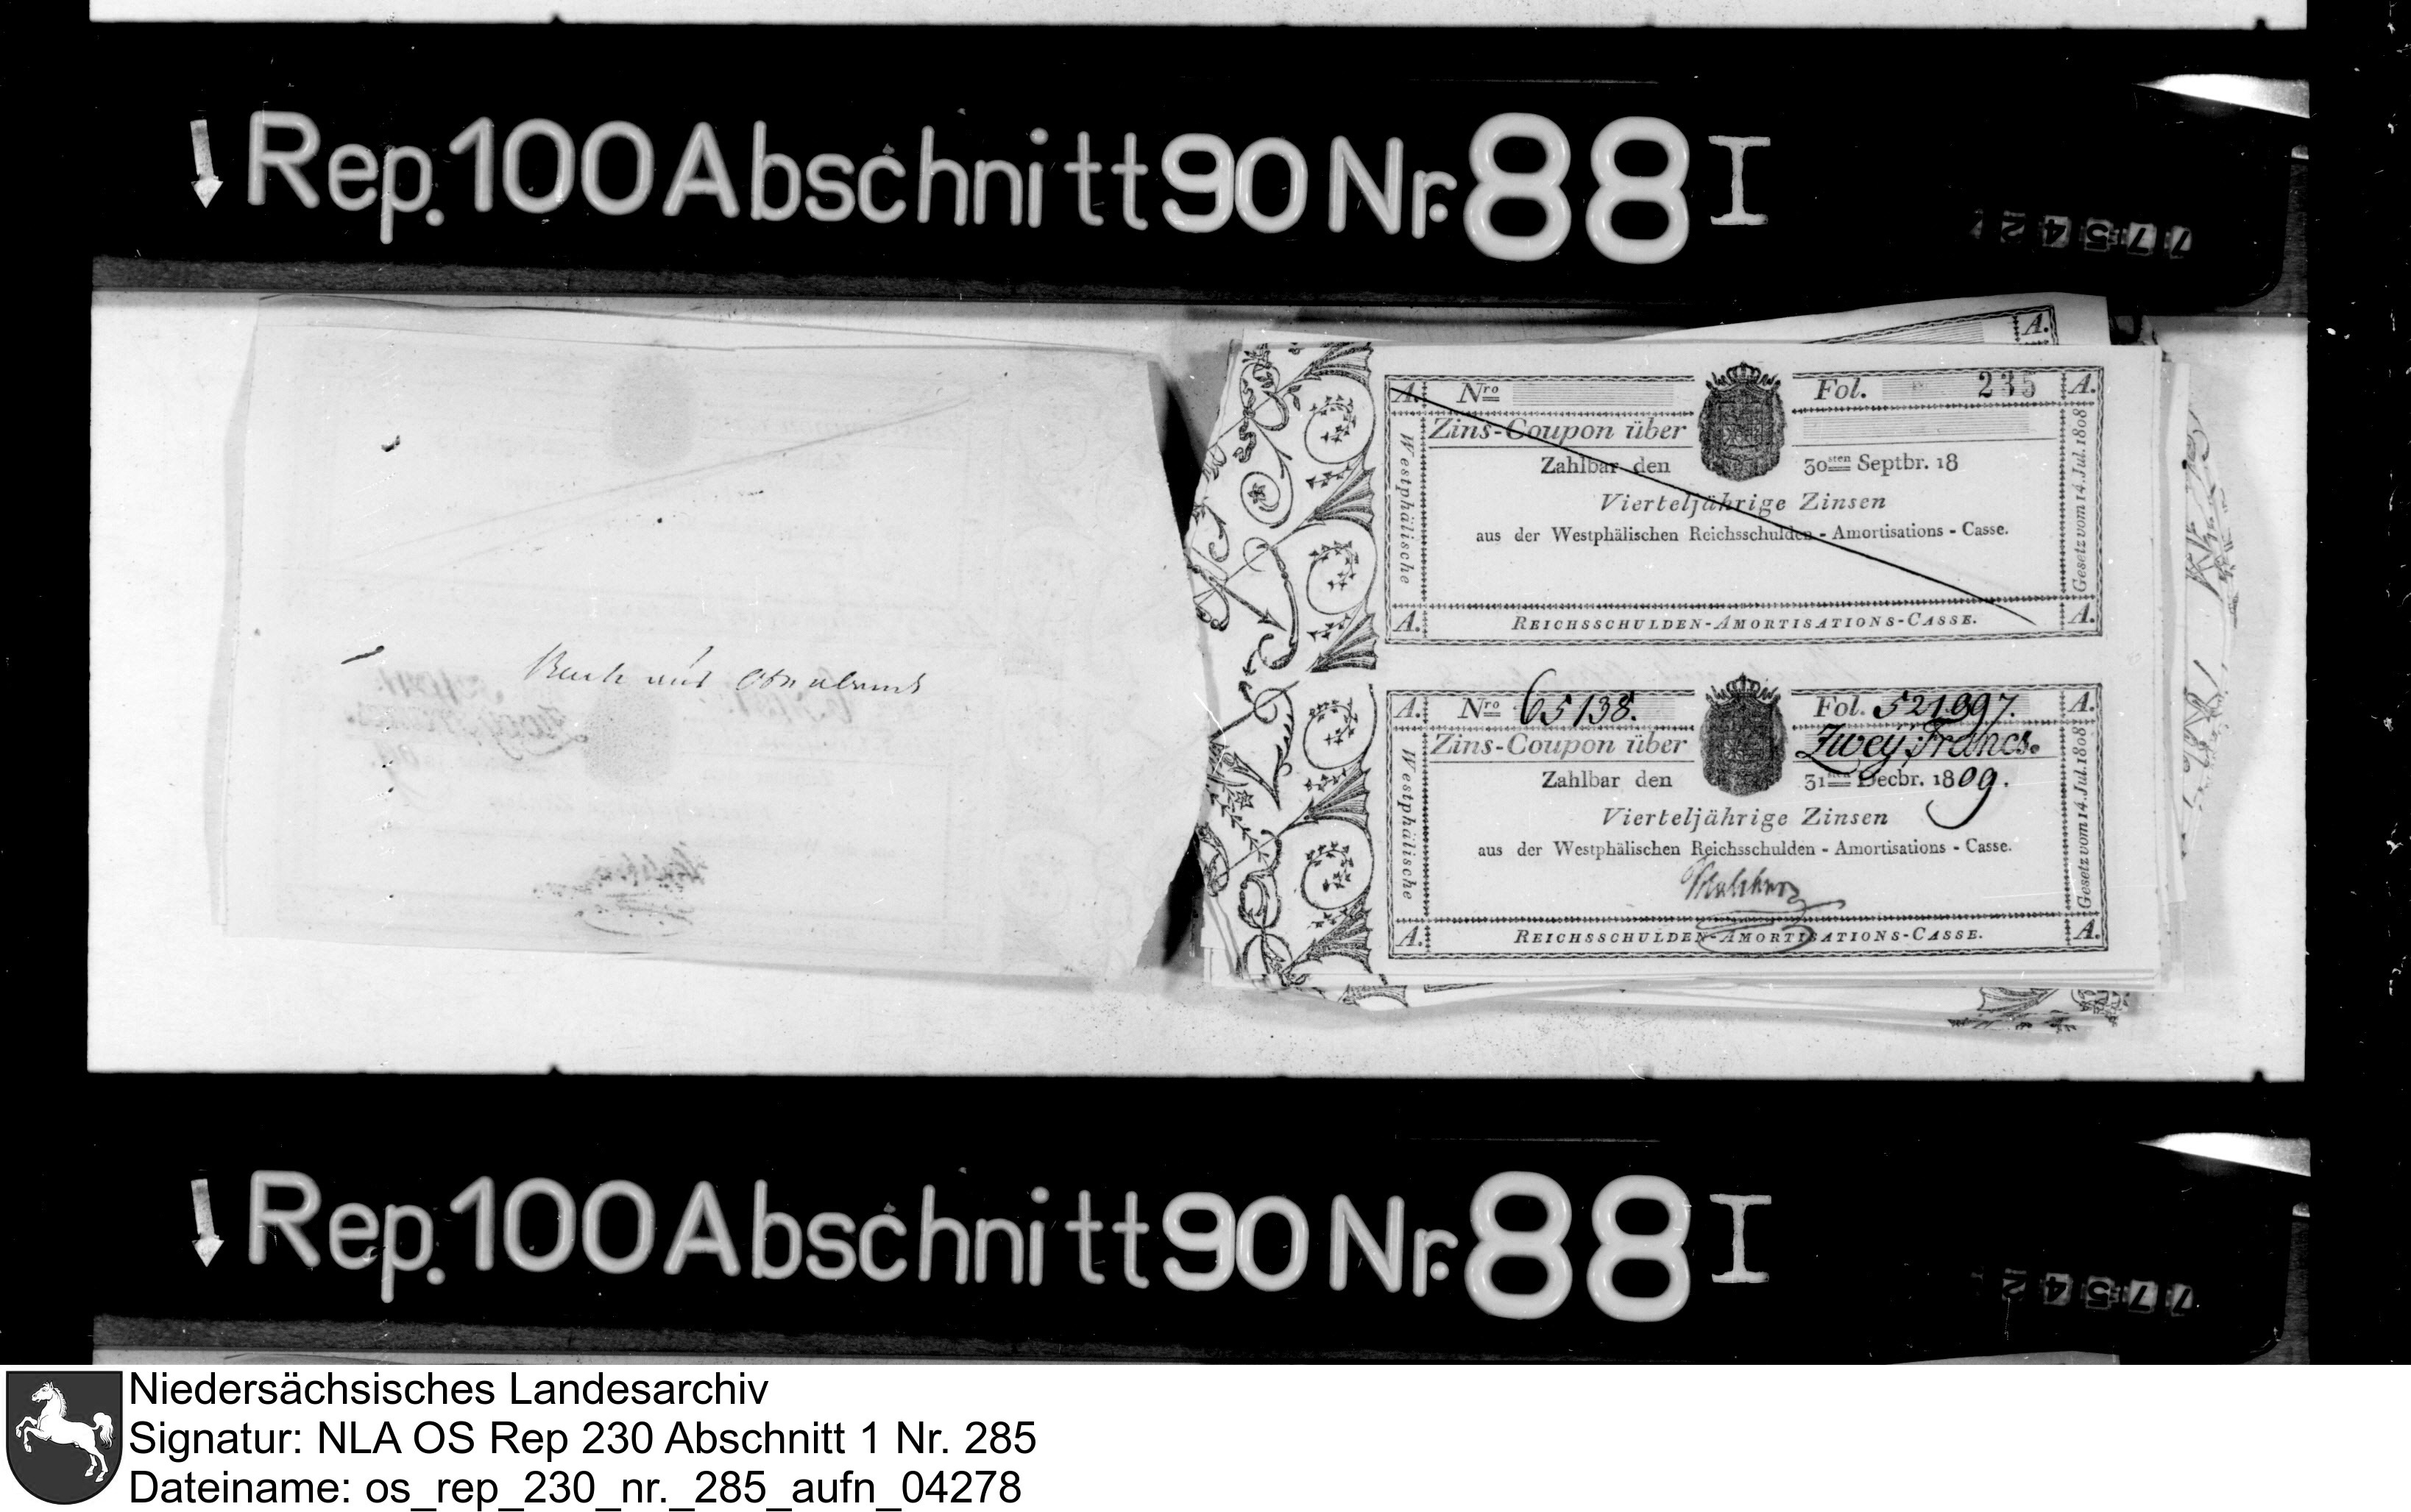 Rep. 100 Abschnitt 90 Nr. 88 I
77542
A.
A. Nro Fol. 235 A.
Zins-Coupon über
Zahlbar den 30sten Septbr. 18
Vierteljährige Zinsen
aus der Westphälischen Reichsschulden - Amortisations - Casse.
Westphälische
Gesetz vom 14. Jul. 1808
A. REICHSSCHULDEN-AMORTISATIONS-CASSE. A.
A. Nro 65138. Fol. 521097. A.
Zins-Coupon über Zwey Francs.
Zahlbar den 31sten Decbr. 1809.
Vierteljährige Zinsen
aus der Westphälischen Reichsschulden - Amortisations - Casse.
Westphälische
Gesetz vom 14. Jul. 1808
A. REICHSSCHULDEN-AMORTISATIONS-CASSE. A.
Rep. 100 Abschnitt 90 Nr. 88 I
77542
Niedersächsisches Landesarchiv
Signatur: NLA OS Rep 230 Abschnitt 1 Nr. 285
Dateiname: os_rep_230_nr._285_aufn_04278